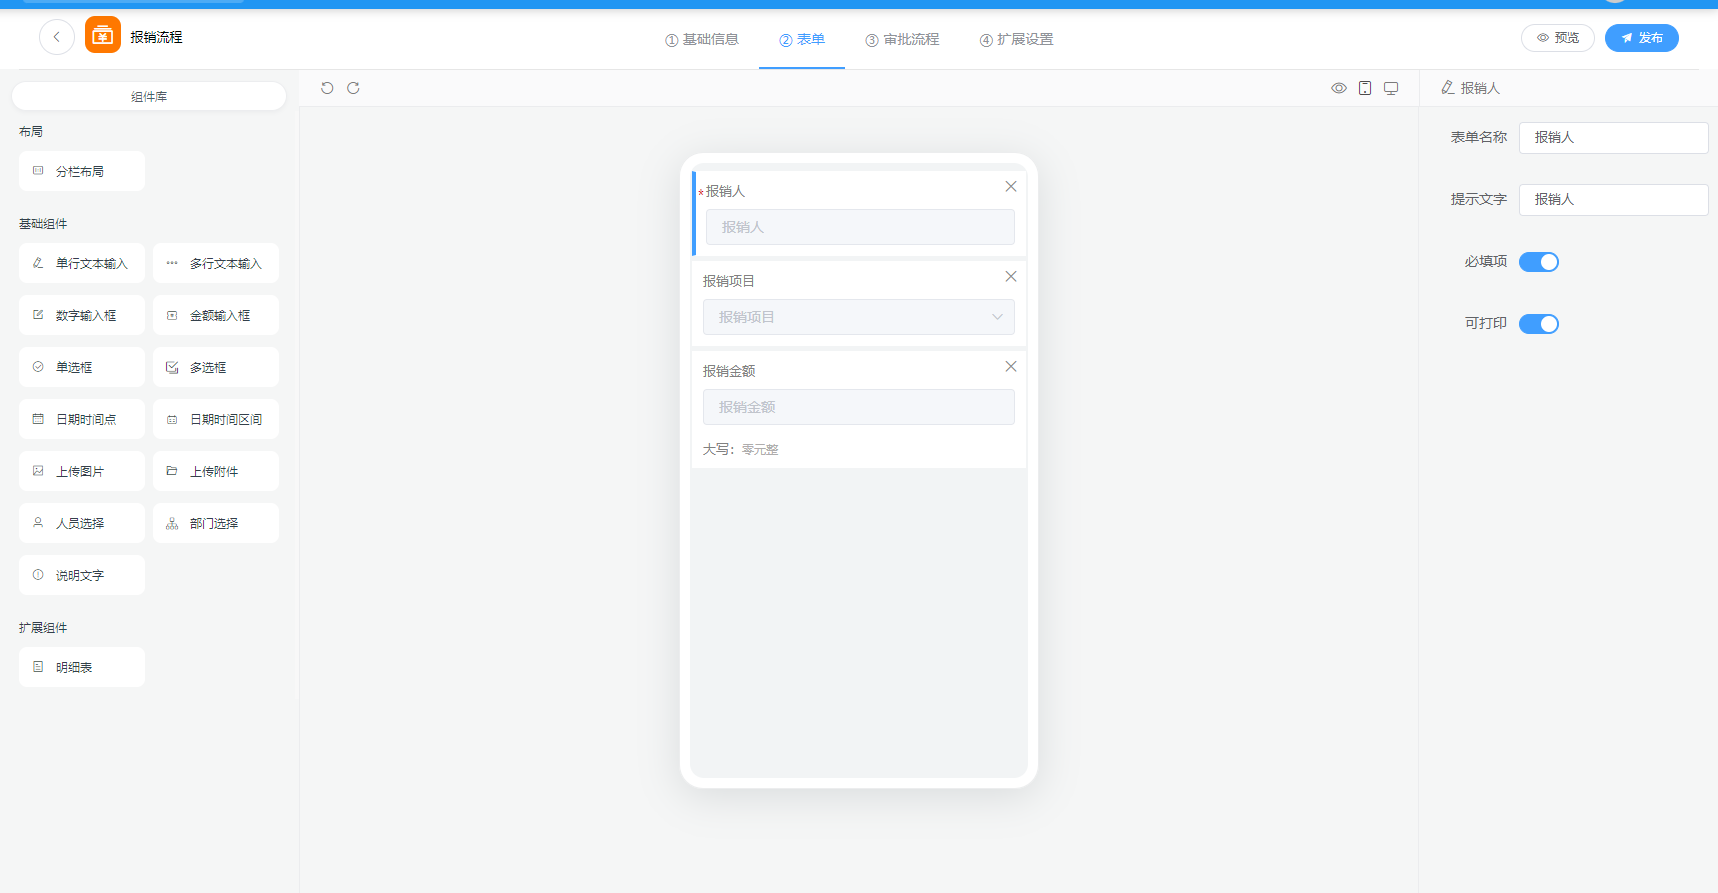 报销流程
① 基础信息
② 表单
③ 审批流程
④ 扩展设置
预览
发布
组件库
布局
分栏布局
基础组件
单行文本输入
多行文本输入
数字输入框
金额输入框
单选框
多选框
日期时间点
日期时间区间
上传图片
上传附件
人员选择
部门选择
说明文字
扩展组件
明细表
*报销人
报销人
报销项目
报销项目
报销金额
报销金额
大写：零元整
报销人
表单名称 报销人
提示文字 报销人
必填项
可打印